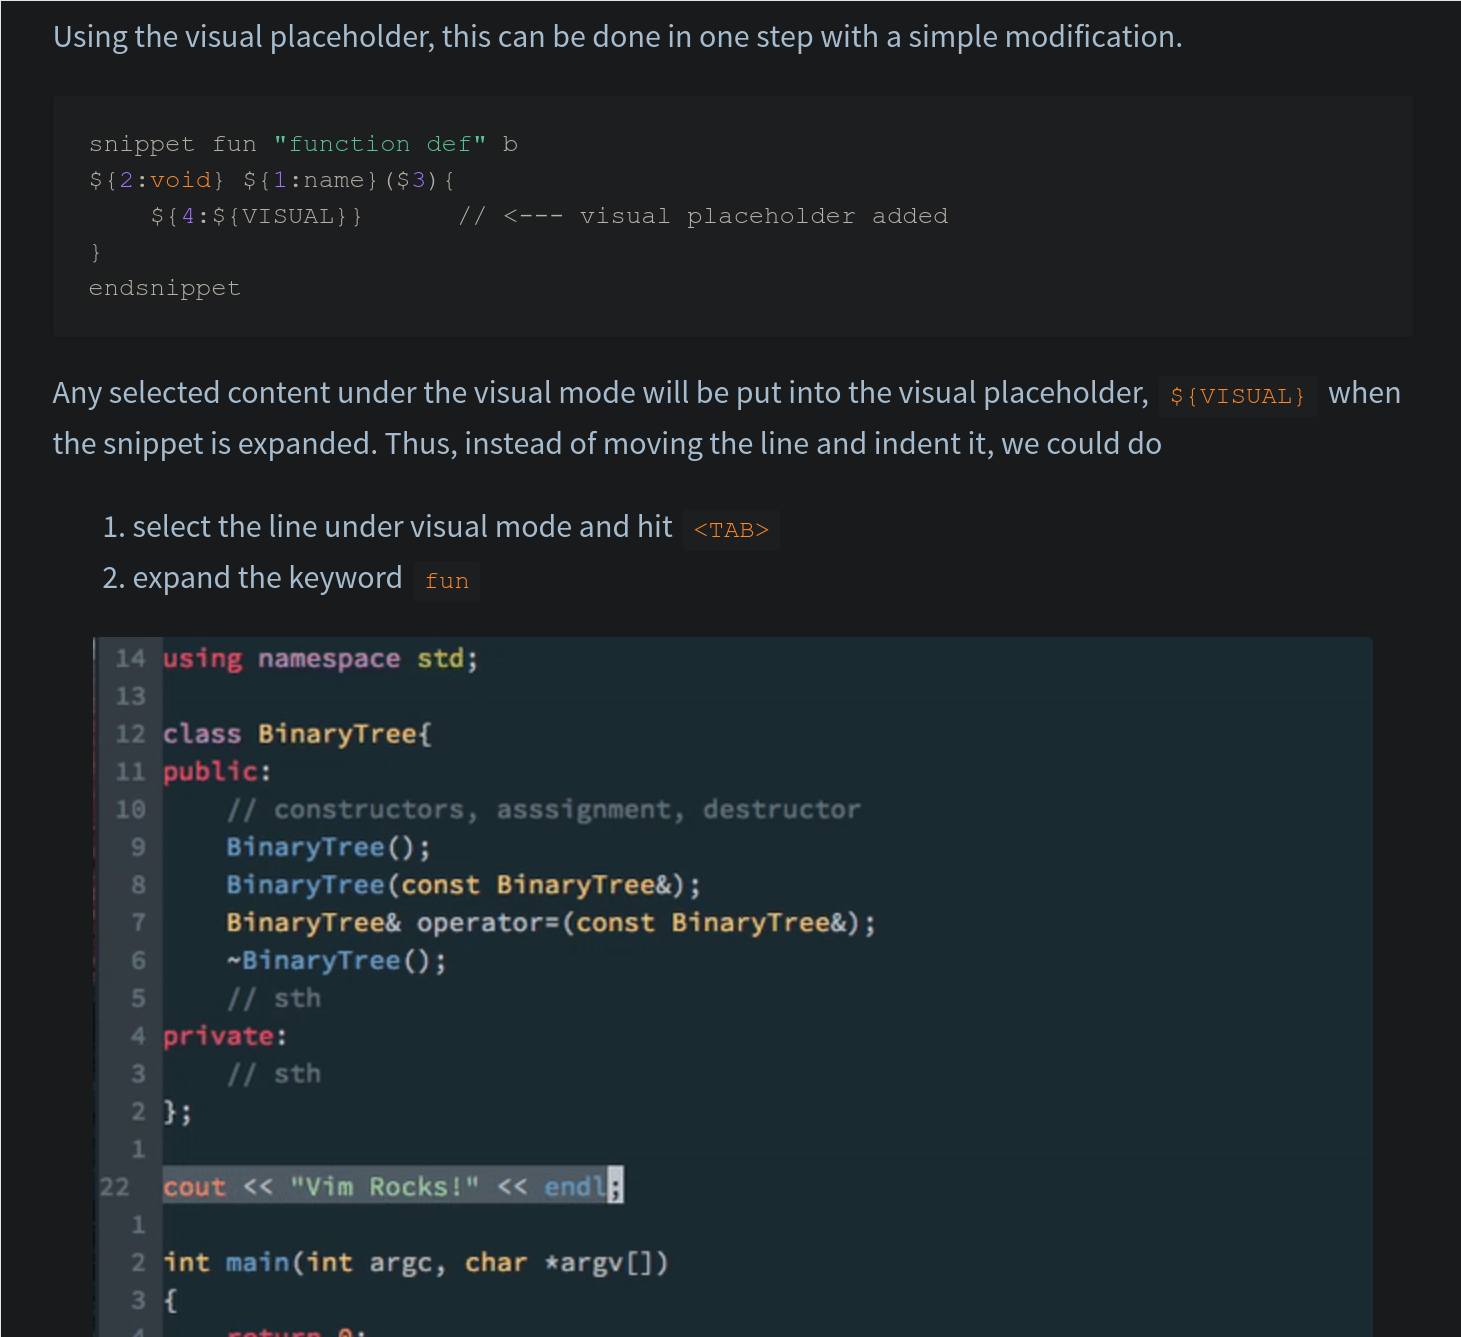 Using the visual placeholder, this can be done in one step with a simple modification.
snippet fun "function def" b
${2:void} ${1:name}($3){
    ${4:${VISUAL}}      // <--- visual placeholder added
}
endsnippet
Any selected content under the visual mode will be put into the visual placeholder, ${VISUAL} when
the snippet is expanded. Thus, instead of moving the line and indent it, we could do
1. select the line under visual mode and hit <TAB>
2. expand the keyword fun
14 using namespace std;
13
12 class BinaryTree{
11 public:
10     // constructors, asssignment, destructor
9     BinaryTree();
8     BinaryTree(const BinaryTree&);
7     BinaryTree& operator=(const BinaryTree&);
6     ~BinaryTree();
5     // sth
4 private:
3     // sth
2 };
1
22 cout << "Vim Rocks!" << endl;
1
2 int main(int argc, char *argv[])
3 {
4     return 0;